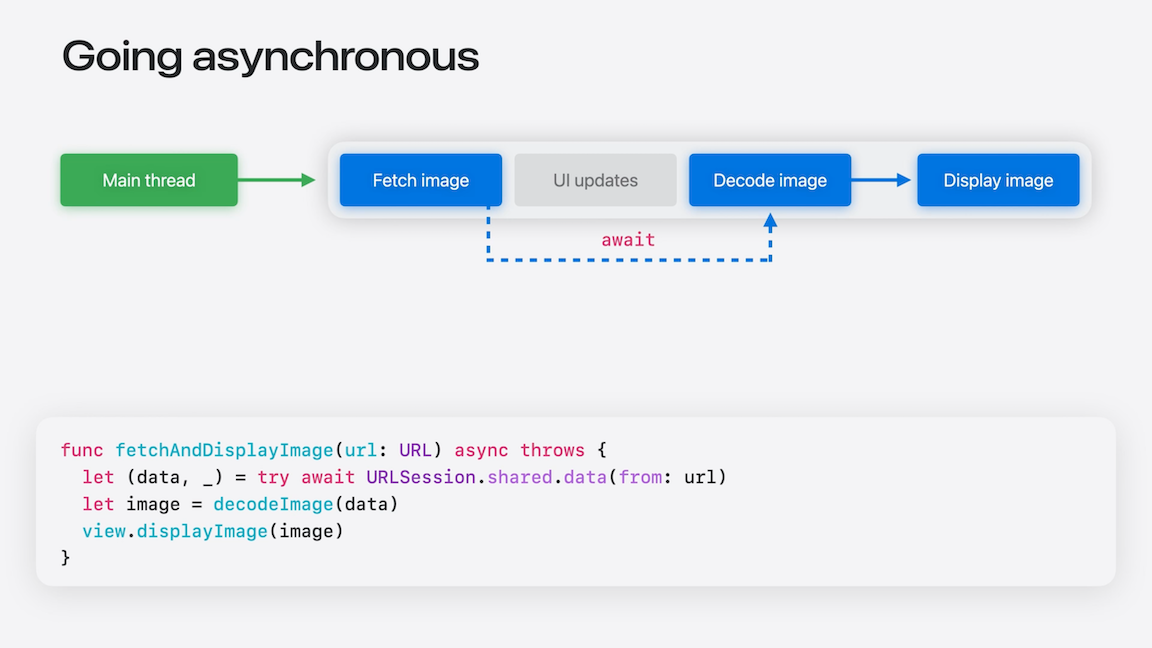 Going asynchronous
Main thread
Fetch image
UI updates
Decode image
Display image
await
func fetchAndDisplayImage(url: URL) async throws {
  let (data, _) = try await URLSession.shared.data(from: url)
  let image = decodeImage(data)
  view.displayImage(image)
}